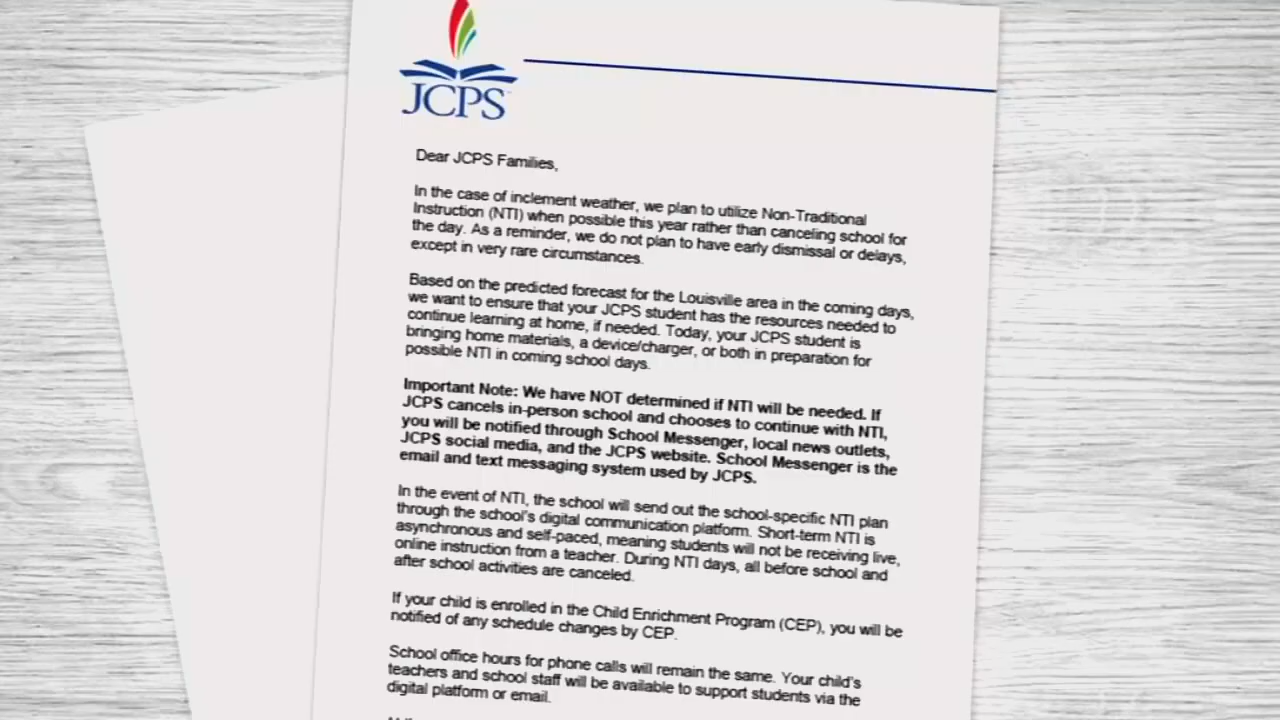 JCPS
Dear JCPS Families,
In the case of inclement weather, we plan to utilize Non-Traditional
Instruction (NTI) when possible this year rather than canceling school for
the day. As a reminder, we do not plan to have early dismissal or delays,
except in very rare circumstances.
Based on the predicted forecast for the Louisville area in the coming days,
we want to ensure that your JCPS student has the resources needed to
continue learning at home, if needed. Today, your JCPS student is
bringing home materials, a device/charger, or both in preparation for
possible NTI in coming school days.
Important Note: We have NOT determined if NTI will be needed. If
JCPS cancels in-person school and chooses to continue with NTI,
you will be notified through School Messenger, local news outlets,
JCPS social media, and the JCPS website. School Messenger is the
email and text messaging system used by JCPS.
In the event of NTI, the school will send out the school-specific NTI plan
through the school's digital communication platform. Short-term NTI is
asynchronous and self-paced, meaning students will not be receiving live,
online instruction from a teacher. During NTI days, all before school and
after school activities are canceled.
If your child is enrolled in the Child Enrichment Program (CEP), you will be
notified of any schedule changes by CEP.
School office hours for phone calls will remain the same. Your child's
teachers and school staff will be available to support students via the
digital platform or email.